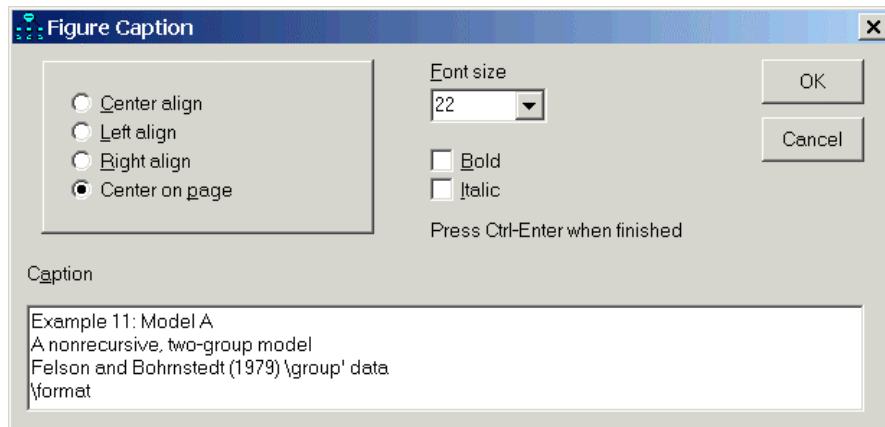 Figure Caption
Center align
Left align
Right align
Center on page
Font size
22
Bold
Italic
Press Ctrl-Enter when finished
OK
Cancel
Caption
Example 11: Model A
A nonrecursive, two-group model
Felson and Bohrnstedt (1979) \group' data
\format